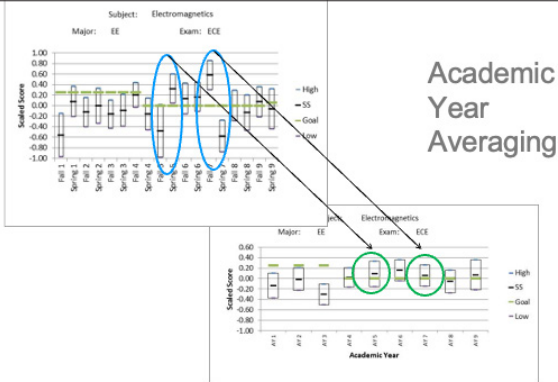 Subject: Electromagnetics
Major: EE Exam: ECE
1.00
0.80
0.60
0.40
0.20
0.00
-0.20
-0.40
-0.60
-0.80
-1.00
Scaled Score
Fall 1
Spring 1
Fall 2
Spring 2
Fall 3
Spring 3
Fall 4
Spring 4
Fall 5
Spring 5
Fall 6
Spring 6
Spring 7
Fall 8
Spring 8
Fall 9
Spring 9
High
SS
Goal
Low
Academic
Year
Averaging
Electromagnetics
Major: EE Exam: ECE
0.60
0.40
0.20
0.00
-0.20
-0.40
-0.60
-0.80
-1.00
Scaled Score
AY 1
AY 2
AY 3
AY 4
AY 5
AY 6
AY 7
AY 8
AY 9
Academic Year
High
SS
Goal
Low